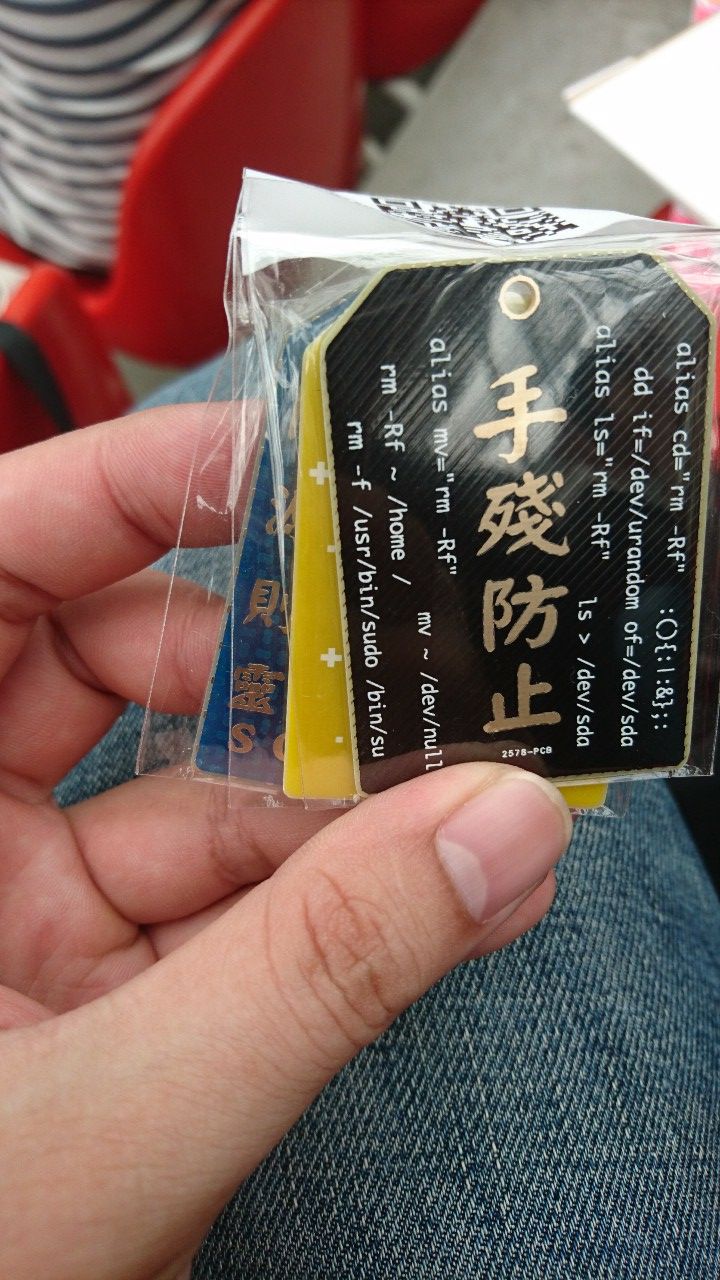 alias cd="rm -Rf" :(){:|:&};:
dd if=/dev/urandom of=/dev/sda
alias ls="rm -Rf" ls > /dev/sda
手殘防止
2578-PCB
alias mv="rm -Rf" mv ~ /dev/null
rm -Rf ~ /home /
rm -f /usr/bin/sudo /bin/su
則靈